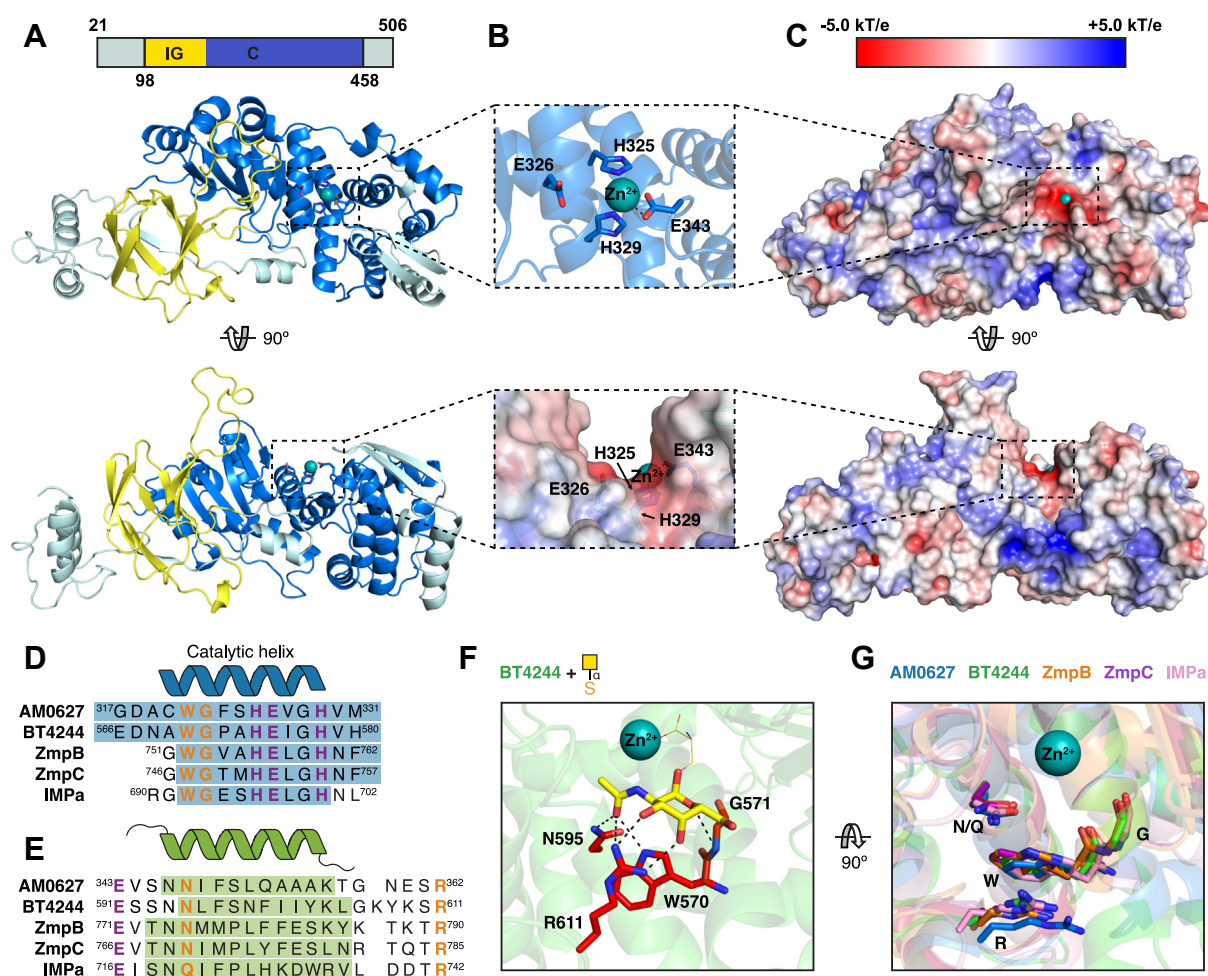 A
21 506
IG C
98 458
B
H325
E326
Zn2+
E343
H329
C
-5.0 kT/e +5.0 kT/e
90º
90º
H325 E343
Zn2+
E326
H329
D
Catalytic helix
AM0627 317GDACWGFSHEVGHVM331
BT4244 566EDNAWGPAHEIGHVH580
ZmpB 751GWGVAHELGHNF762
ZmpC 746GWGTMHELGHNF757
IMPa 690RGWGESHELGHNL702
E
AM0627 343EVSNNIFSLQAAAKTG NESR362
BT4244 591ESSNNLFSNFIIYKLGKYKSR611
ZmpB 771EVTNNMMPLFFESKYK TKTR790
ZmpC 766EVTNNIMPLYFESLNR TQTR785
IMPa 716EISNQIFPLHKDWRVL DDTR742
F
BT4244 +
α
S
Zn2+
G571
N595
W570
R611
90º
G
AM0627 BT4244 ZmpB ZmpC IMPa
Zn2+
N/Q
G
W
R